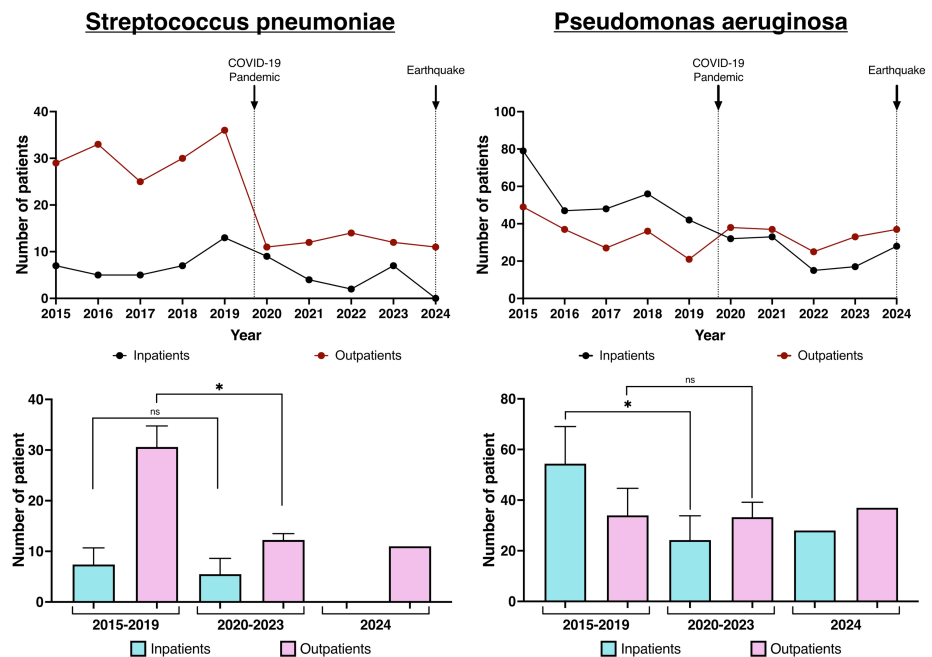 Streptococcus pneumoniae
COVID-19
Pandemic
Earthquake
Number of patients
40
30
20
10
0
2015 2016 2017 2018 2019 2020 2021 2022 2023 2024
Year
Inpatients Outpatients
Pseudomonas aeruginosa
COVID-19
Pandemic
Earthquake
Number of patients
100
80
60
40
20
0
2015 2016 2017 2018 2019 2020 2021 2022 2023 2024
Year
Inpatients Outpatients
Number of patient
40
30
20
10
0
*
ns
2015-2019 2020-2023 2024
Inpatients Outpatients
Number of patient
80
60
40
20
0
ns
*
2015-2019 2020-2023 2024
Inpatients Outpatients